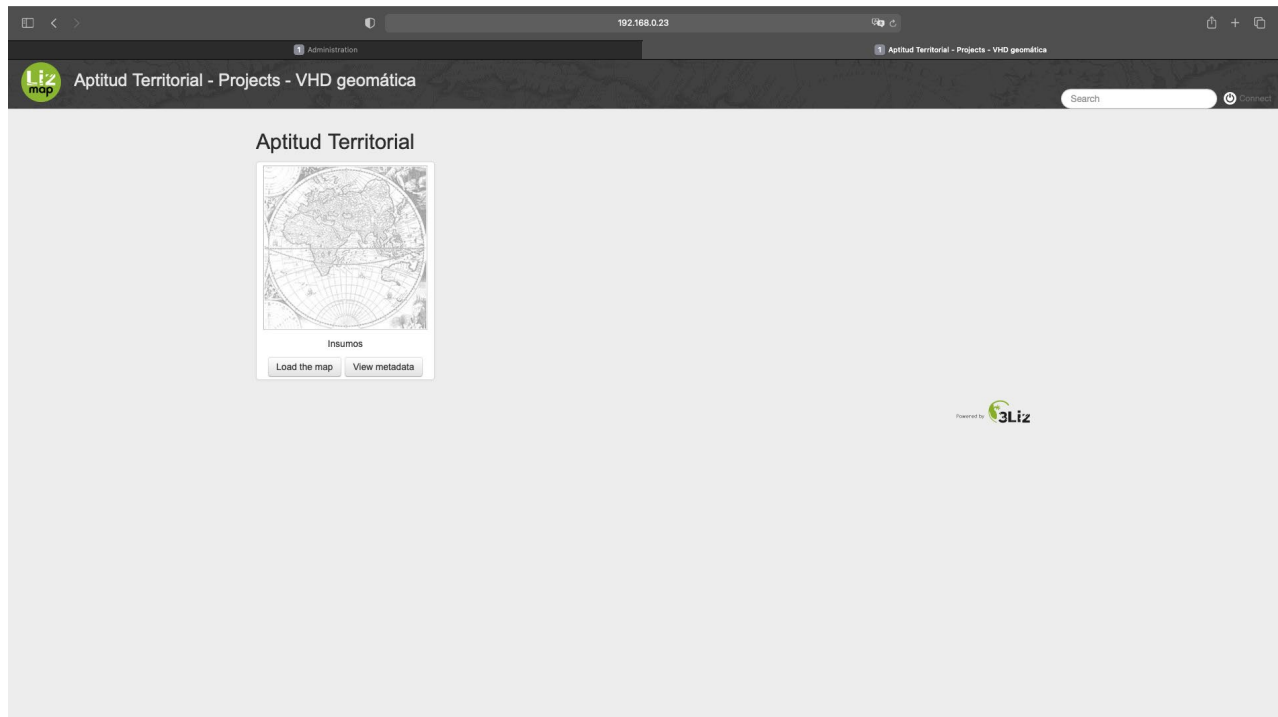 192.168.0.23
1 Administration
1 Aptitud Territorial - Projects - VHD geomática
Liz
map
Aptitud Territorial - Projects - VHD geomática
Search
Connect
Aptitud Territorial
Insumos
Load the map
View metadata
Powered by
3Liz